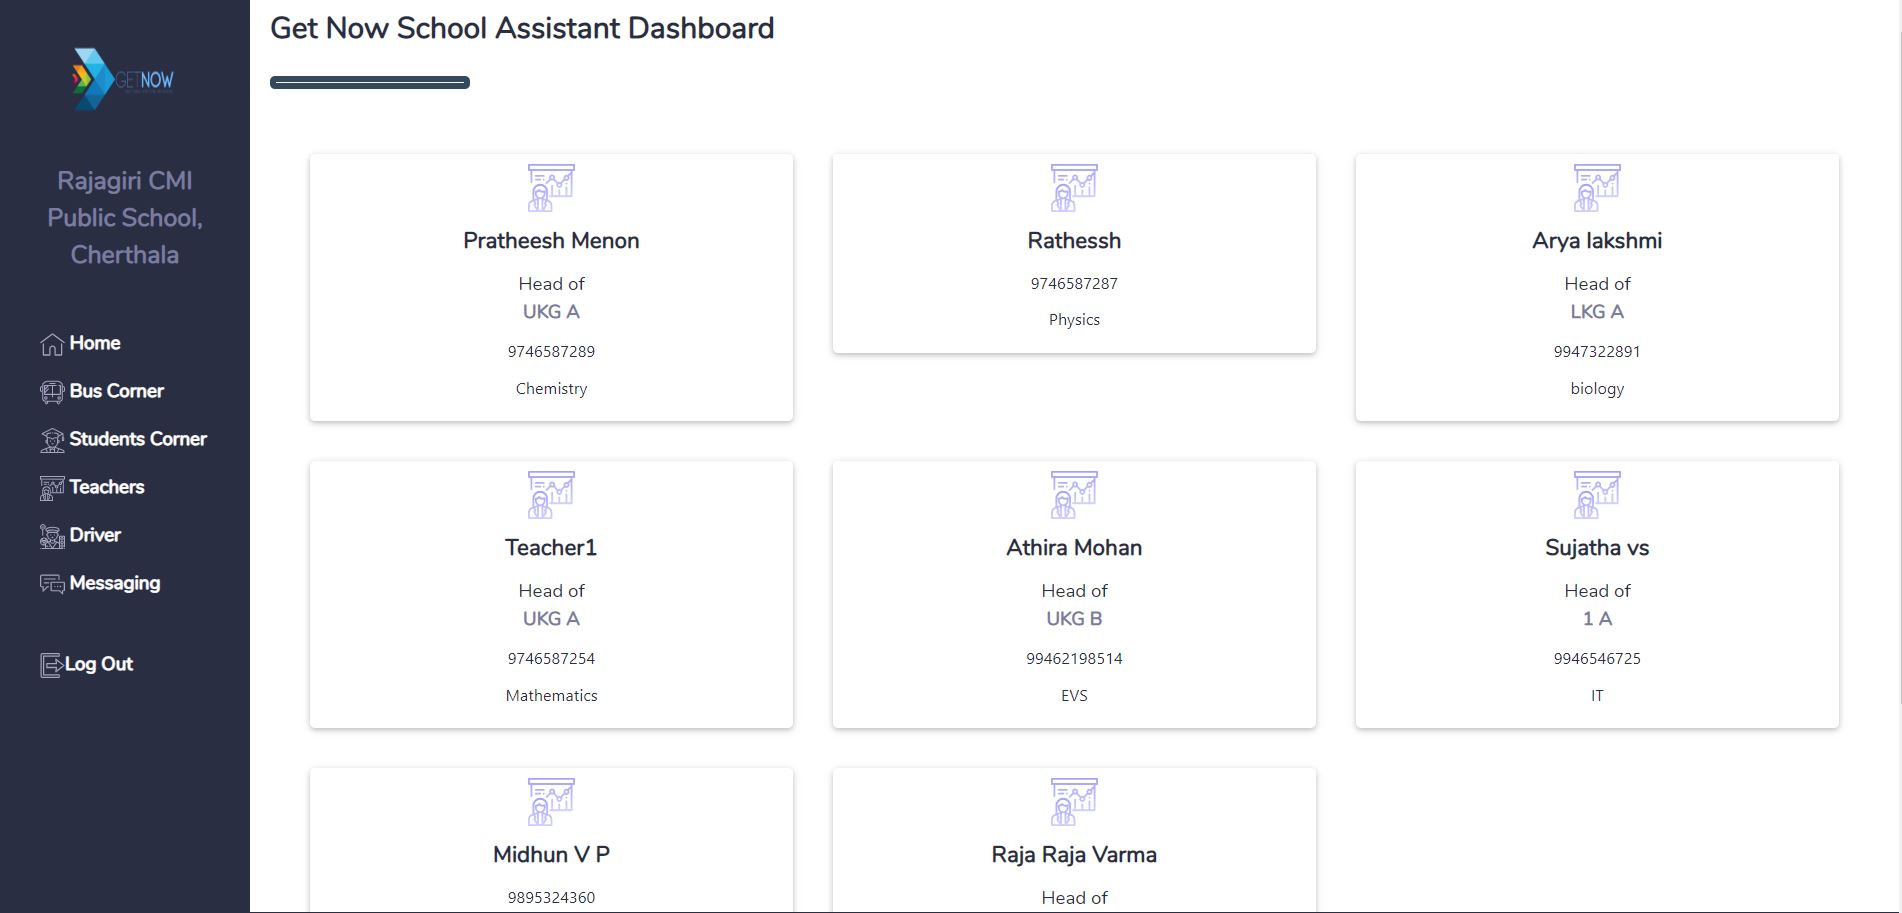 GETNOW
Rajagiri CMI
Public School,
Cherthala
Home
Bus Corner
Students Corner
Teachers
Driver
Messaging
Log Out
Get Now School Assistant Dashboard
Pratheesh Menon
Head of
UKG A
9746587289
Chemistry
Rathessh
9746587287
Physics
Arya lakshmi
Head of
LKG A
9947322891
biology
Teacher1
Head of
UKG A
9746587254
Mathematics
Athira Mohan
Head of
UKG B
99462198514
EVS
Sujatha vs
Head of
1 A
9946546725
IT
Midhun V P
9895324360
Raja Raja Varma
Head of